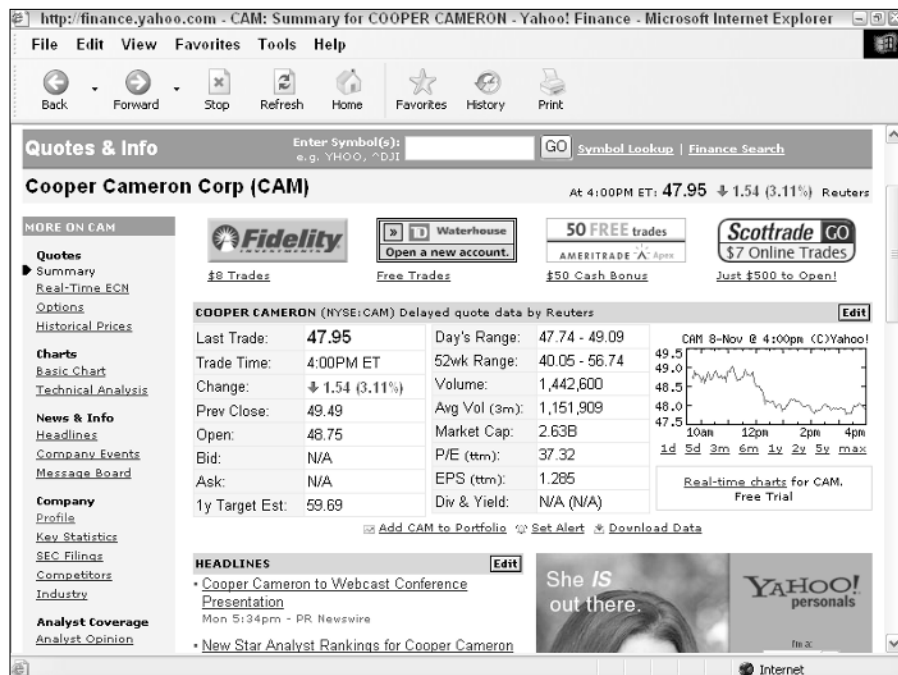 http://finance.yahoo.com - CAM: Summary for COOPER CAMERON - Yahoo! Finance - Microsoft Internet Explorer
File Edit View Favorites Tools Help
Back Forward Stop Refresh Home Favorites History Print
Quotes & Info
Enter Symbol(s):
e.g. YHOO, ^DJI
GO Symbol Lookup | Finance Search
Cooper Cameron Corp (CAM)
At 4:00PM ET: 47.95 1.54 (3.11%) Reuters
MORE ON CAM
Quotes
Summary
Real-Time ECN
Options
Historical Prices
Charts
Basic Chart
Technical Analysis
News & Info
Headlines
Company Events
Message Board
Company
Profile
Key Statistics
SEC Filings
Competitors
Industry
Analyst Coverage
Analyst Opinion
Fidelity
INVESTMENTS
$8 Trades
» TD Waterhouse
Open a new account.
Free Trades
50 FREE trades
AMERITRADE Apex
$50 Cash Bonus
Scottrade GO
$7 Online Trades
Just $500 to Open!
COOPER CAMERON (NYSE:CAM) Delayed quote data by Reuters
Edit
Last Trade: 47.95
Trade Time: 4:00PM ET
Change: 1.54 (3.11%)
Prev Close: 49.49
Open: 48.75
Bid: N/A
Ask: N/A
1y Target Est: 59.69
Day's Range: 47.74 - 49.09
52wk Range: 40.05 - 56.74
Volume: 1,442,600
Avg Vol (3m): 1,151,909
Market Cap: 2.63B
P/E (ttm): 37.32
EPS (ttm): 1.285
Div & Yield: N/A (N/A)
CAM 8-Nov @ 4:00pm (C)Yahoo!
49.5
49.0
48.5
48.0
47.5
10am 12pm 2pm 4pm
1d 5d 3m 6m 1y 2y 5y max
Real-time charts for CAM.
Free Trial
Add CAM to Portfolio Set Alert Download Data
HEADLINES
Edit
• Cooper Cameron to Webcast Conference
Presentation
Mon 5:34pm - PR Newswire
• New Star Analyst Rankings for Cooper Cameron
She IS
out there.
YAHOO!
personals
I'm a:
Internet